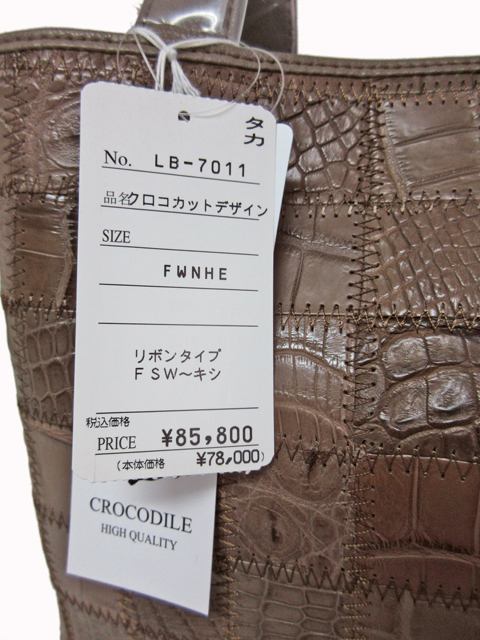 タカ
No. LB-7011
品名クロコカットデザイン
SIZE
FWNHE
リボンタイプ
FSW～キシ
税込価格
PRICE ¥85,800
(本体価格 ¥78,000)
CROCODILE
HIGH QUALITY